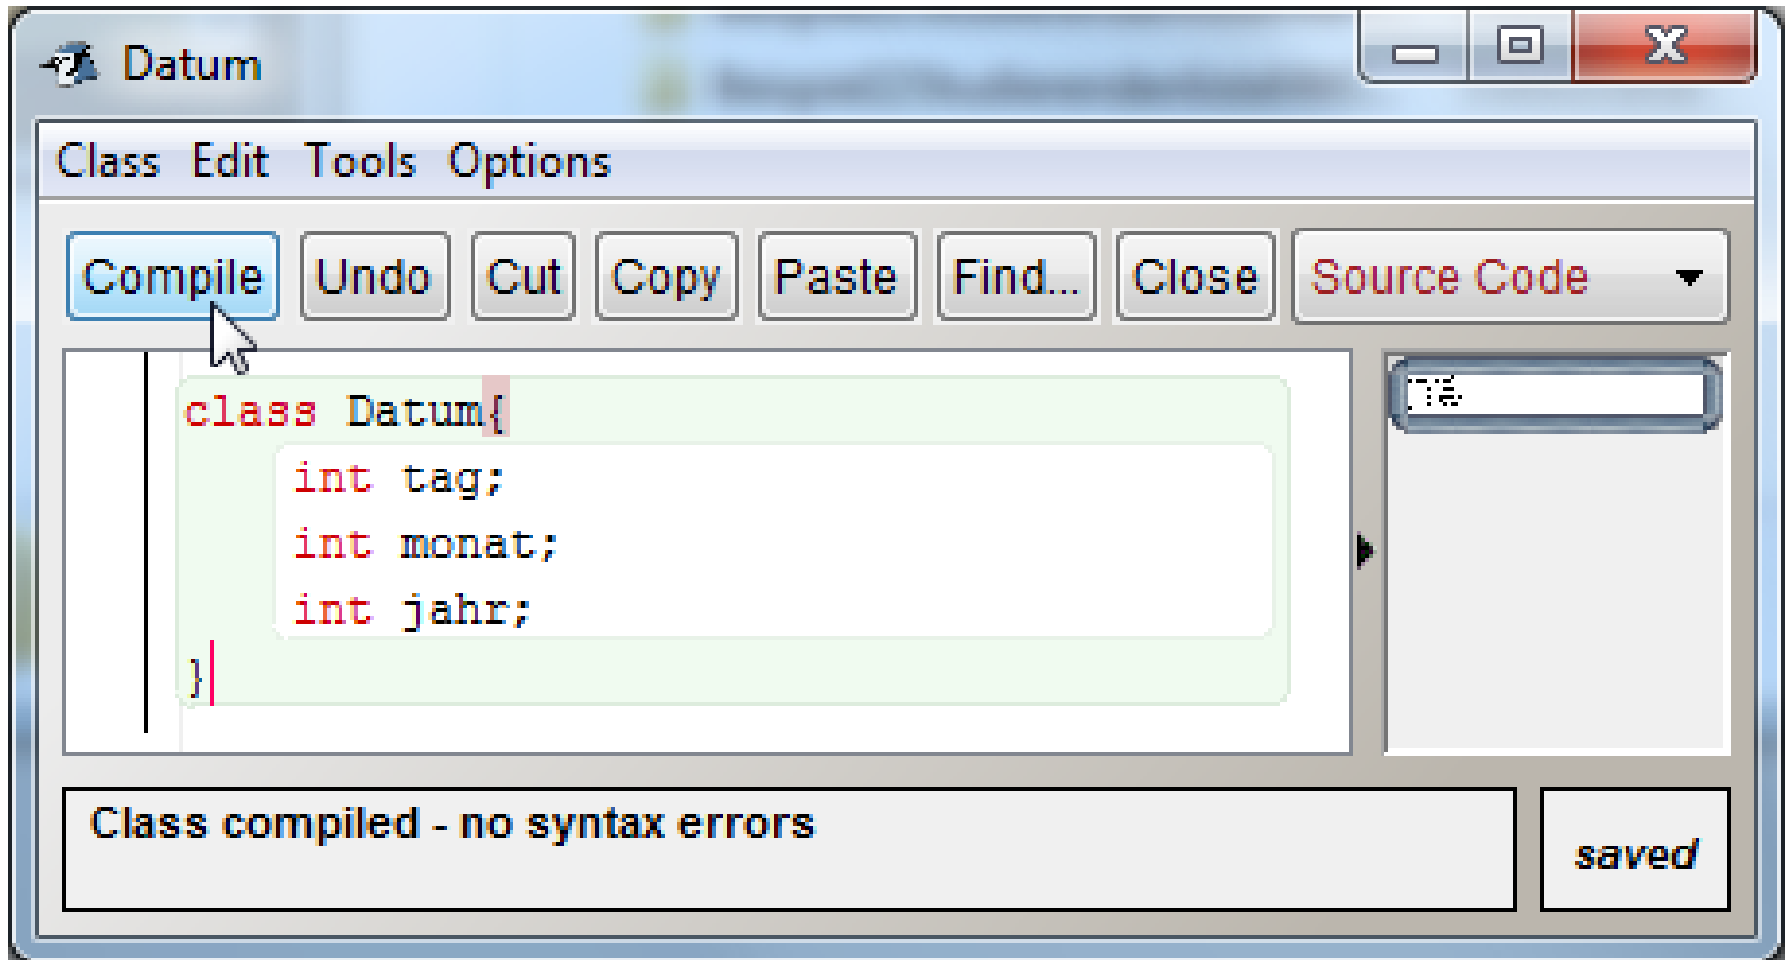 Datum
Class Edit Tools Options
Compile Undo Cut Copy Paste Find... Close Source Code
class Datum{
int tag;
int monat;
int jahr;
}
Class compiled - no syntax errors
saved